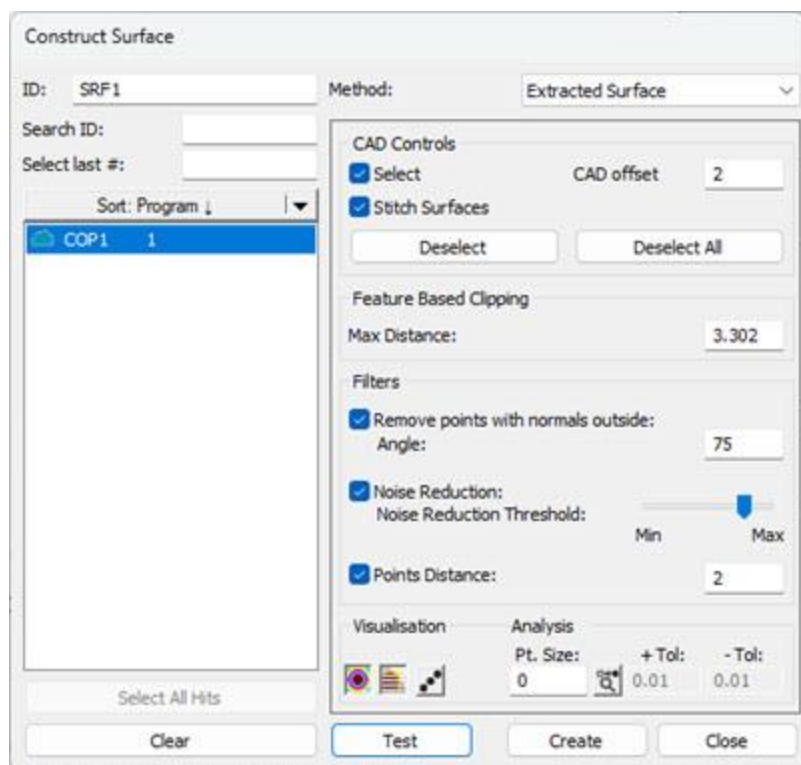 Construct Surface
ID: SRF1
Method: Extracted Surface
Search ID:
Select last #:
Sort: Program ↓
COP1 1
Select All Hits
Clear
CAD Controls
Select CAD offset 2
Stitch Surfaces
Deselect Deselect All
Feature Based Clipping
Max Distance: 3.302
Filters
Remove points with normals outside:
Angle: 75
Noise Reduction:
Noise Reduction Threshold:
Min Max
Points Distance: 2
Visualisation Analysis
Pt. Size: + Tol: - Tol:
0 0.01 0.01
Test Create Close